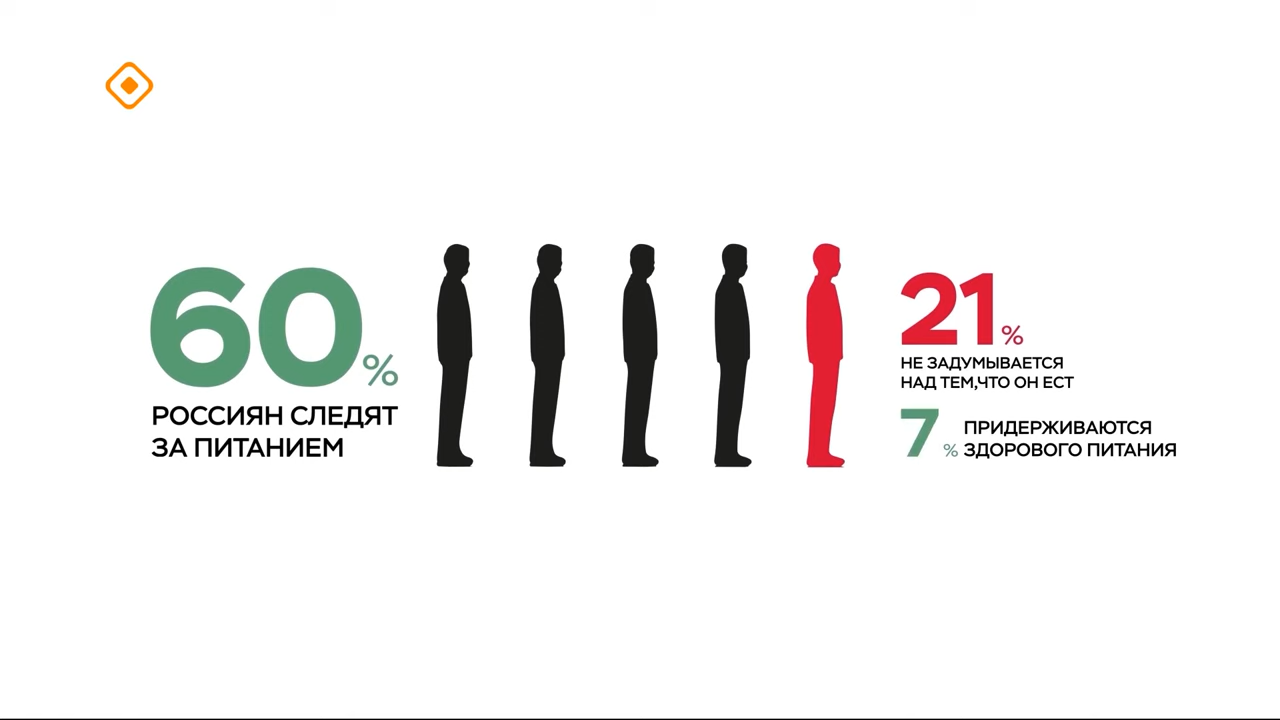 60%
РОССИЯН СЛЕДЯТ
ЗА ПИТАНИЕМ
21%
НЕ ЗАДУМЫВАЕТСЯ
НАД ТЕМ,ЧТО ОН ЕСТ
7%
ПРИДЕРЖИВАЮТСЯ
ЗДОРОВОГО ПИТАНИЯ